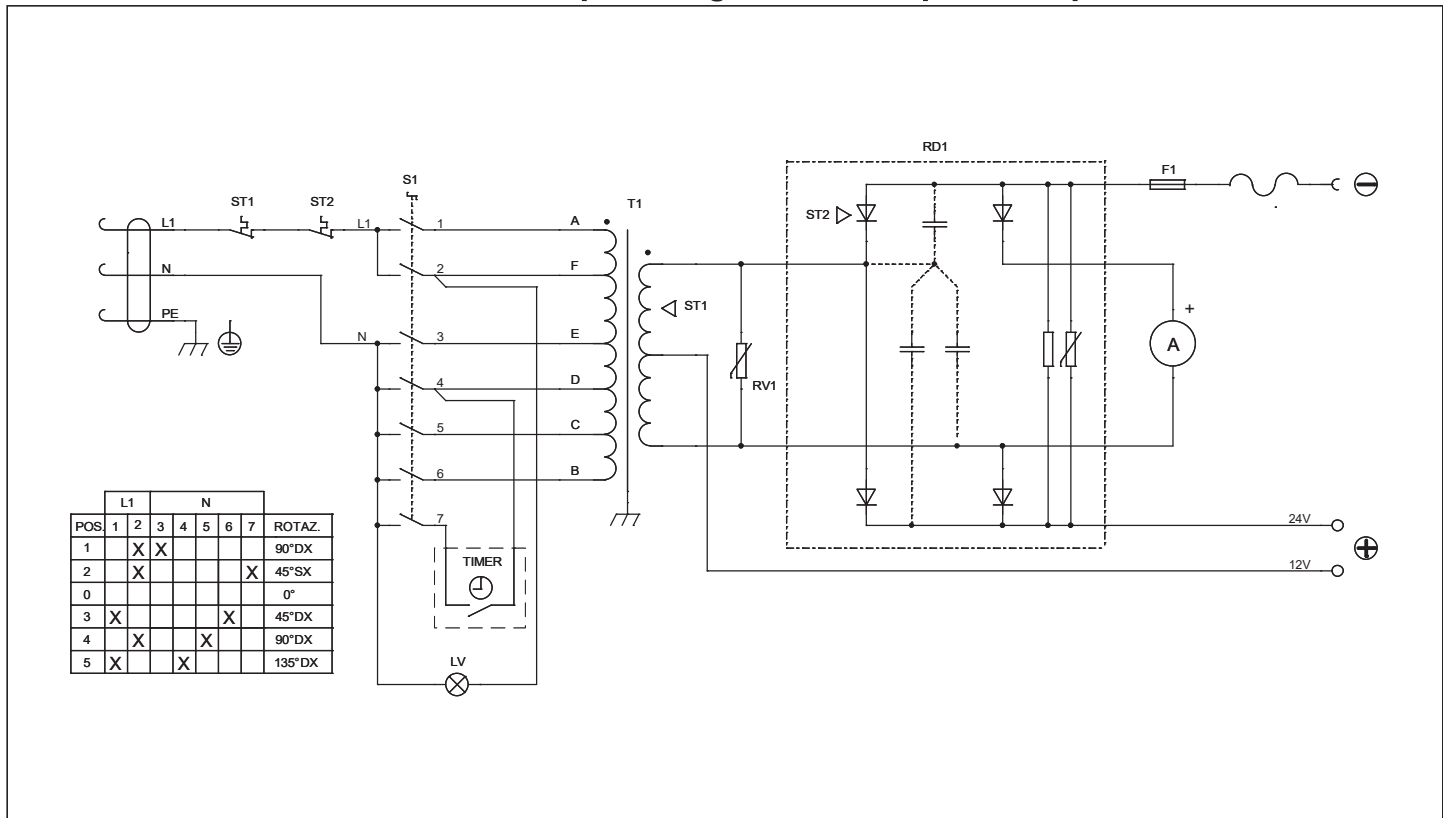 RD1
F1
S1
ST1
ST2
T1
L1
L1
1
A
ST2
N
2
F
ST1
PE
+
N
3
E
A
RV1
4
D
5
C
6
B
7
TIMER
24V
12V
LV
L1 N
POS. 1 2 3 4 5 6 7 ROTAZ.
1 X X 90°DX
2 X X 45°SX
0 0°
3 X X 45°DX
4 X X 90°DX
5 X X 135°DX